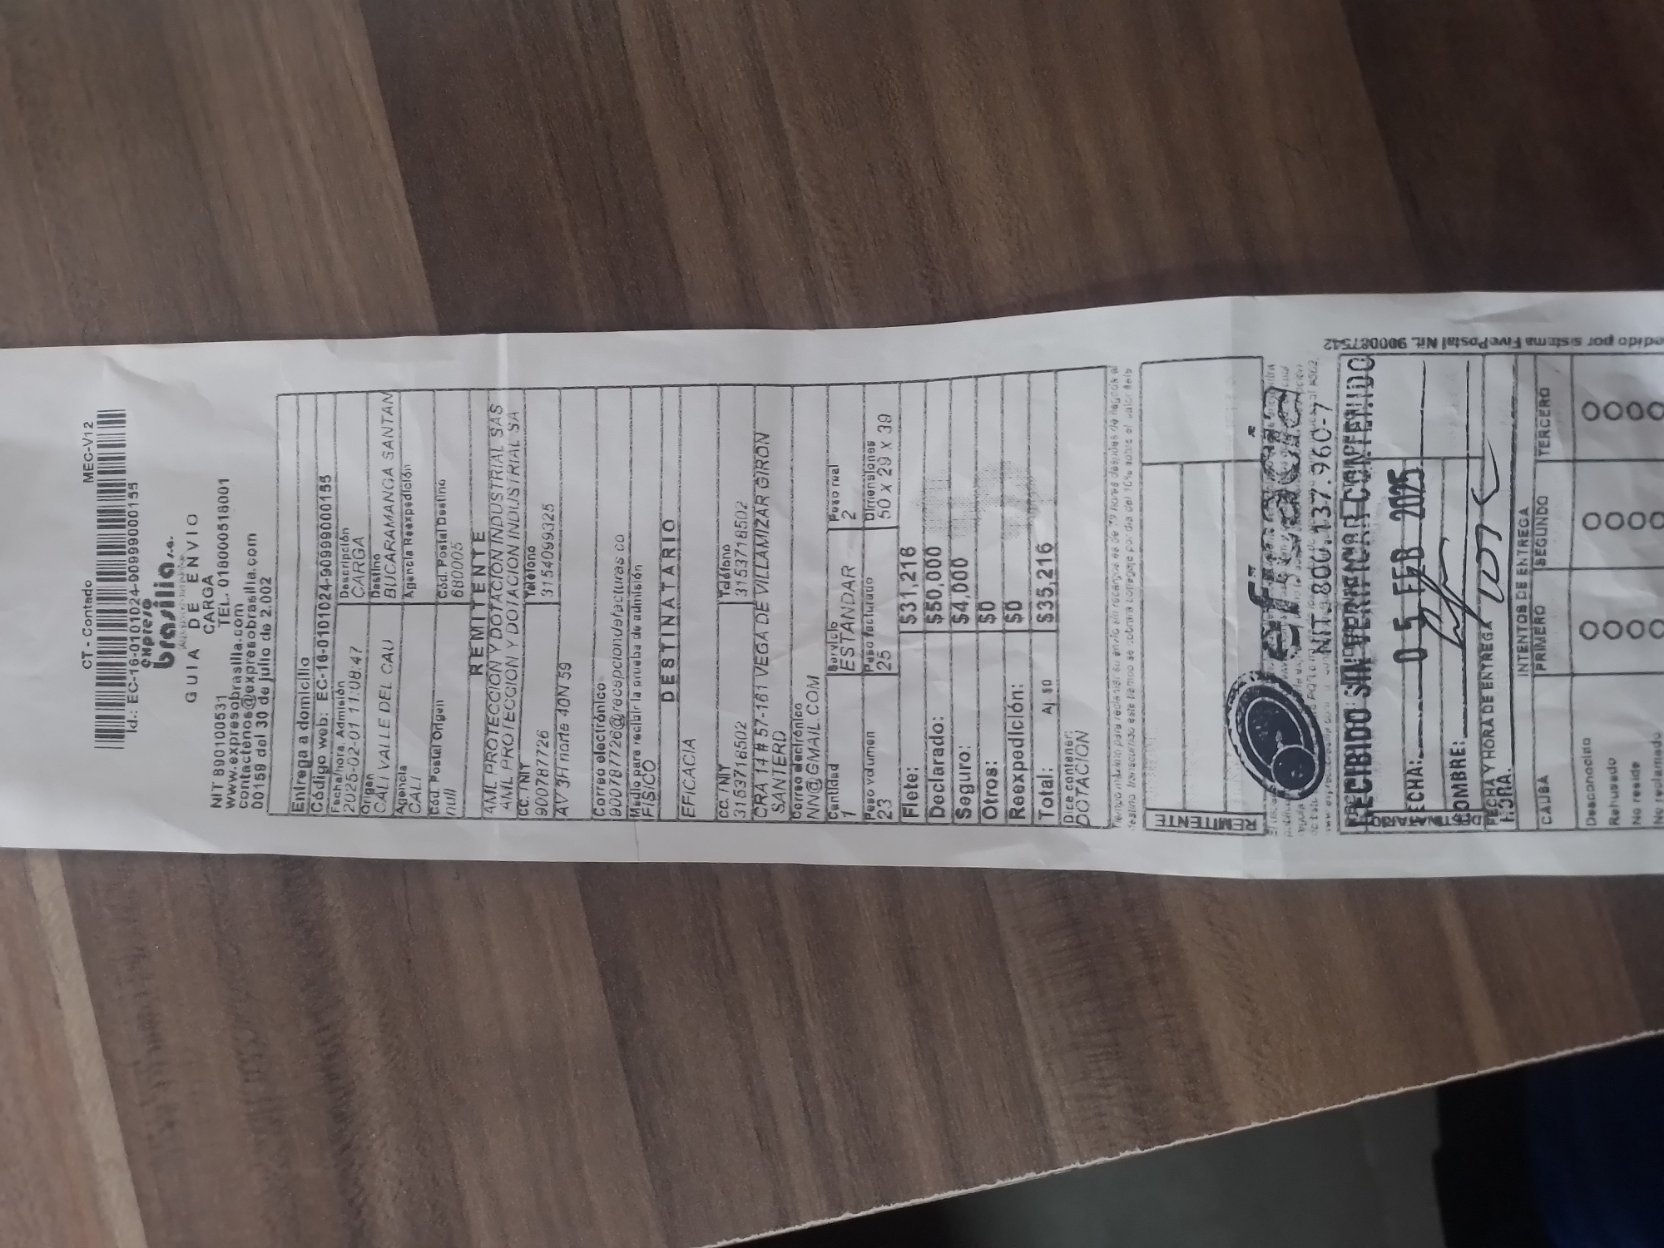 CT - Contado MEC-V12
Id.: EC-16-0101024-9099900​0155
expreso
brasilia s.a.
GUIA DE ENVIO
CARGA
NIT 890100531 TEL. 018000518001
www.expresobrasilia.com
contactenos@expresobrasilia.com
00159 del 30 de julio de 2.002
Entrega a domicilio
Código web: EC-16-0101024-90999000155
Fecha/hora. Admisión Descripción
2025-02-01 11:08:47 CARGA
Origen Destino
CALI VALLE DEL CAU BUCARAMANGA SANTAN
Agencia Agencia Reexpedición
CALI
Cód. Postal Origen Cód. Postal Destino
null 680005
REMITENTE
4ML PROTECCION Y DOTACION INDUSTRIAL SAS
4ML PROTECCION Y DOTACION INDUSTRIAL SA
CC. / NIT Teléfono
900787726 3154099325
AV 3H norte 40N 59
Correo electrónico
900787726@recepciondefacturas.co
Medio para recibir la prueba de admisión
FISICO
DESTINATARIO
EFICACIA
CC. / NIT Teléfono
3153718502 3153718502
CRA 14 # 57-161 VEGA DE VILLAMIZAR GIRON
SANTERD
Correo electrónico
NN@GMAIL.COM
Cantidad Servicio Peso real
1 ESTANDAR 2
Peso volumen Peso facturado Dimensiones
23 25 50 x 29 x 39
Flete: $31,216
Declarado: $50,000
Seguro: $4,000
Otros: $0
Reexpedición: $0
Total: Aj. $0 $35,216
Dice contener:
DOTACION
REMITENTE
eficacia
NIT. 800.137.960-7
RECIBIDO SIN VERIFICAR CONTENIDO
FECHA: 05 FEB 2025
NOMBRE:
FECHA Y HORA DE ENTREGA
HORA.
DESTINATARIO
INTENTOS DE ENTREGA
CAUSA PRIMERO SEGUNDO TERCERO
Desconocido
Rehusado
No reside
No reclamado
sistema Five Postal Nit. 900087542